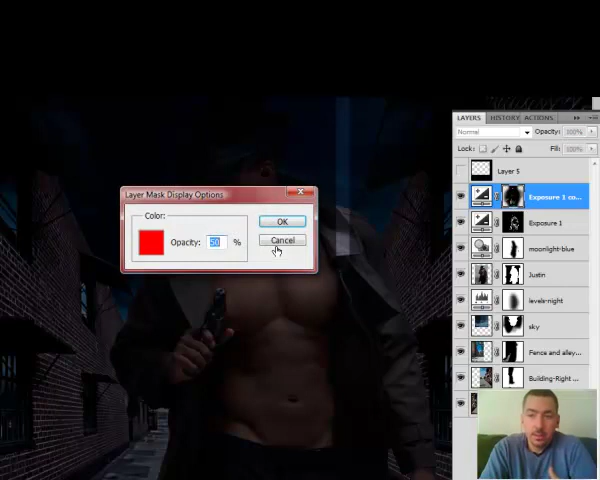 LAYERS HISTORY ACTIONS
Normal Opacity: 100%
Lock: Fill: 100%
Layer 5
Layer Mask Display Options
Color:
Opacity: 50 %
OK
Cancel
Exposure 1 co...
Exposure 1
moonlight-blue
Justin
levels-night
sky
Fence and alley...
Building-Right ...